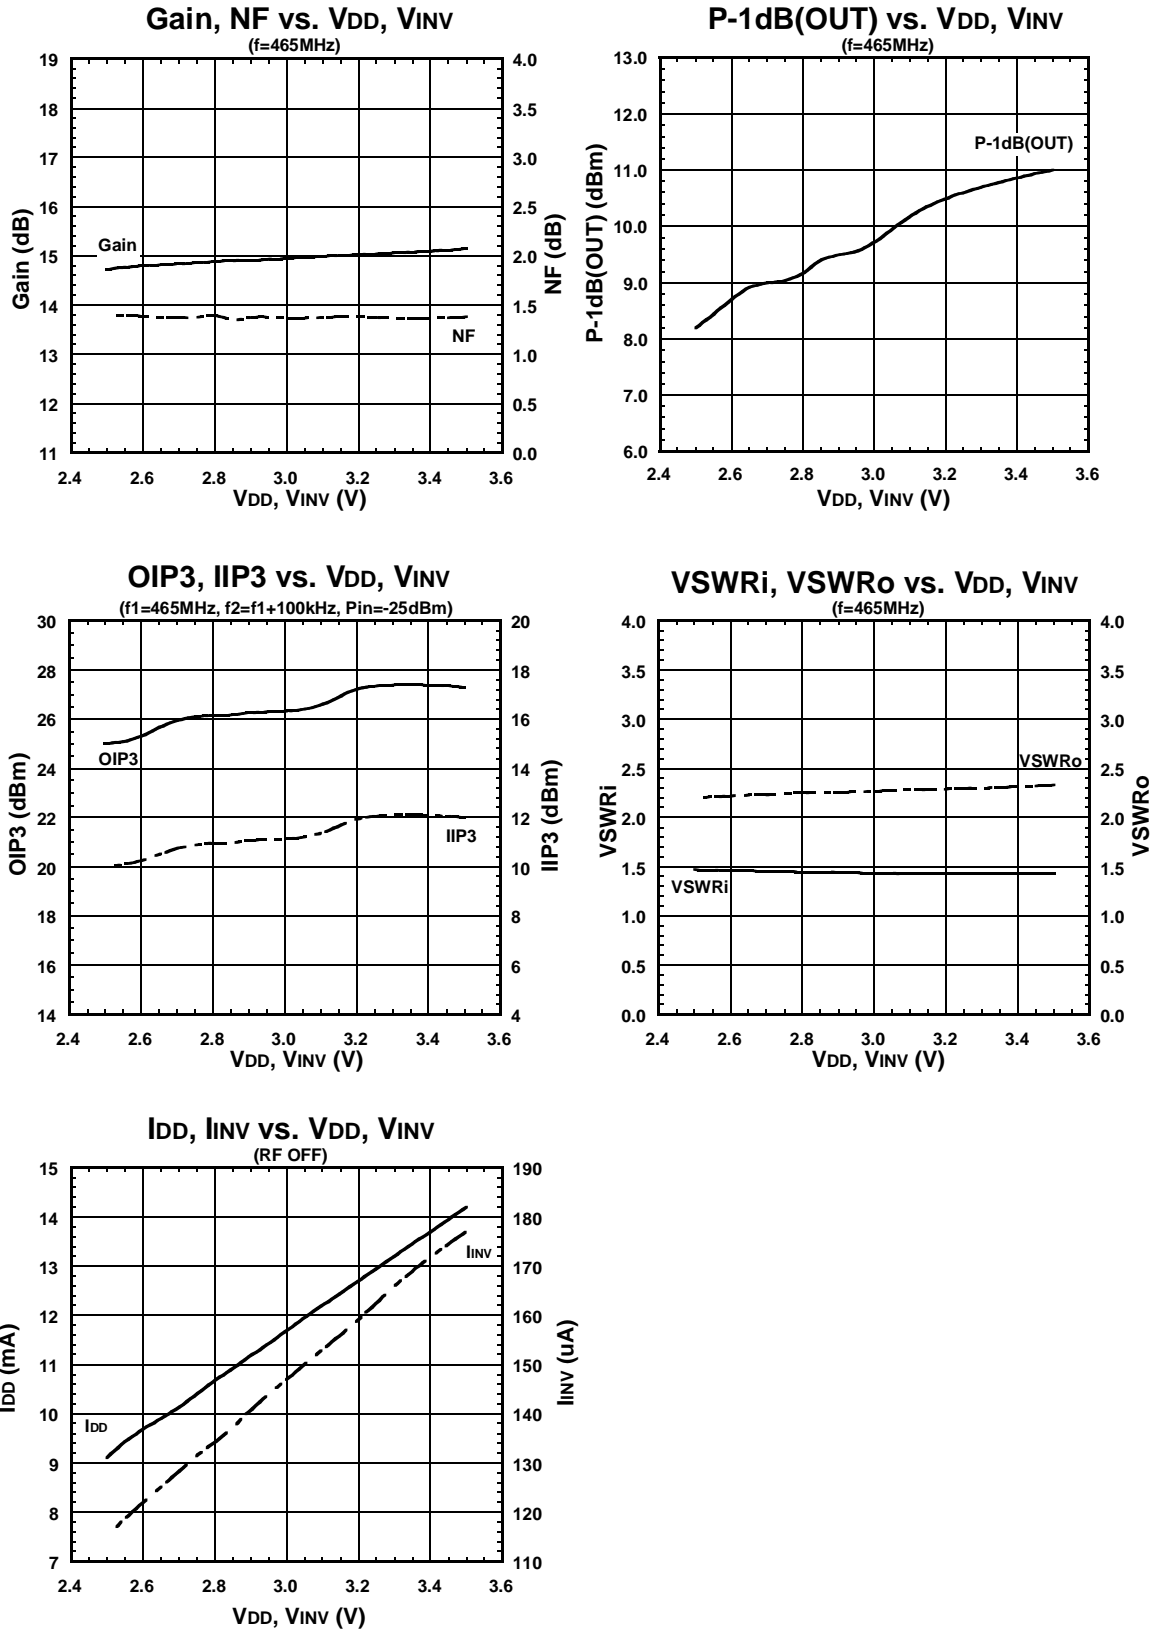 Gain, NF vs. VDD, VINV
(f=465MHz)
19
18
17
16
15
14
13
12
11
4.0
3.5
3.0
2.5
2.0
1.5
1.0
0.5
0.0
Gain (dB)
NF (dB)
Gain
NF
2.4 2.6 2.8 3.0 3.2 3.4 3.6
VDD, VINV (V)
P-1dB(OUT) vs. VDD, VINV
(f=465MHz)
13.0
12.0
11.0
10.0
9.0
8.0
7.0
6.0
P-1dB(OUT) (dBm)
P-1dB(OUT)
2.4 2.6 2.8 3.0 3.2 3.4 3.6
VDD, VINV (V)
OIP3, IIP3 vs. VDD, VINV
(f1=465MHz, f2=f1+100kHz, Pin=-25dBm)
30
28
26
24
22
20
18
16
14
20
18
16
14
12
10
8
6
4
OIP3 (dBm)
IIP3 (dBm)
OIP3
IIP3
2.4 2.6 2.8 3.0 3.2 3.4 3.6
VDD, VINV (V)
VSWRi, VSWRo vs. VDD, VINV
(f=465MHz)
4.0
3.5
3.0
2.5
2.0
1.5
1.0
0.5
0.0
4.0
3.5
3.0
2.5
2.0
1.5
1.0
0.5
0.0
VSWRi
VSWRo
VSWRo
VSWRi
2.4 2.6 2.8 3.0 3.2 3.4 3.6
VDD, VINV (V)
IDD, IINV vs. VDD, VINV
(RF OFF)
15
14
13
12
11
10
9
8
7
190
180
170
160
150
140
130
120
110
IDD (mA)
IINV (uA)
IINV
IDD
2.4 2.6 2.8 3.0 3.2 3.4 3.6
VDD, VINV (V)